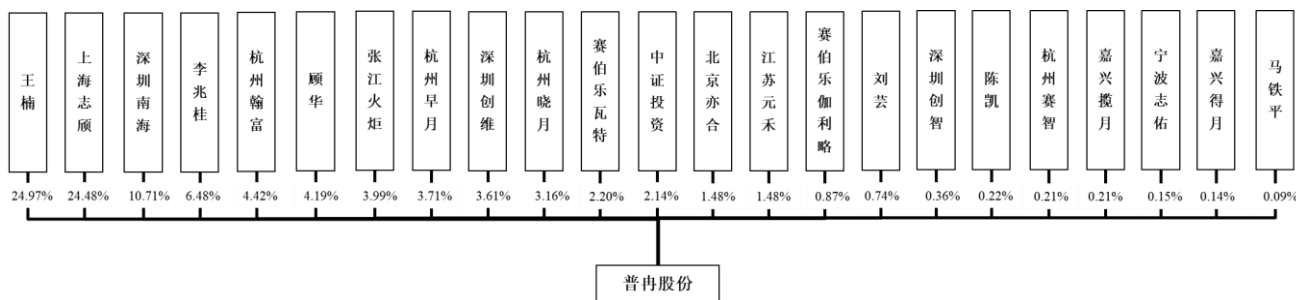 王楠
上海志颀
深圳南海
李兆桂
杭州翰富
顾华
张江火炬
杭州早月
深圳创维
杭州晓月
赛伯乐瓦特
中证投资
北京亦合
江苏元禾
赛伯乐伽利略
刘芸
深圳创智
陈凯
杭州赛智
嘉兴揽月
宁波志佑
嘉兴得月
马铁平
24.97% 24.48% 10.71% 6.48% 4.42% 4.19% 3.99% 3.71% 3.61% 3.16% 2.20% 2.14% 1.48% 1.48% 0.87% 0.74% 0.36% 0.22% 0.21% 0.21% 0.15% 0.14% 0.09%
普冉股份